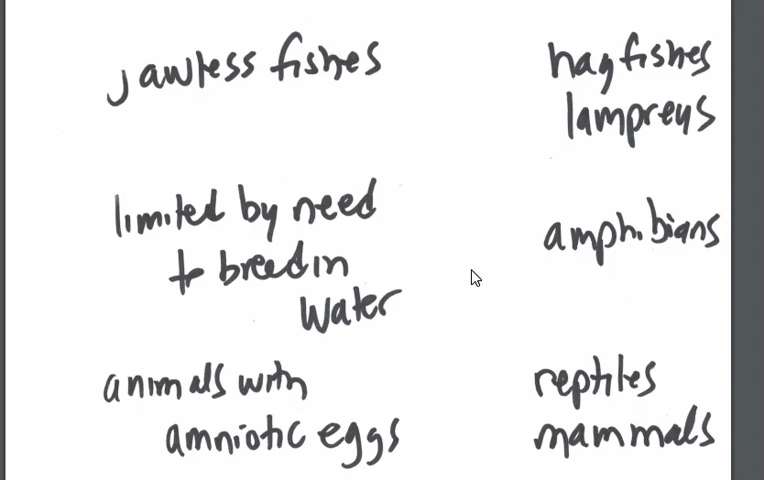 jawless fishes
hagfishes
lampreys
limited by need
to breed in
water
amphibians
animals with
amniotic eggs
reptiles
mammals